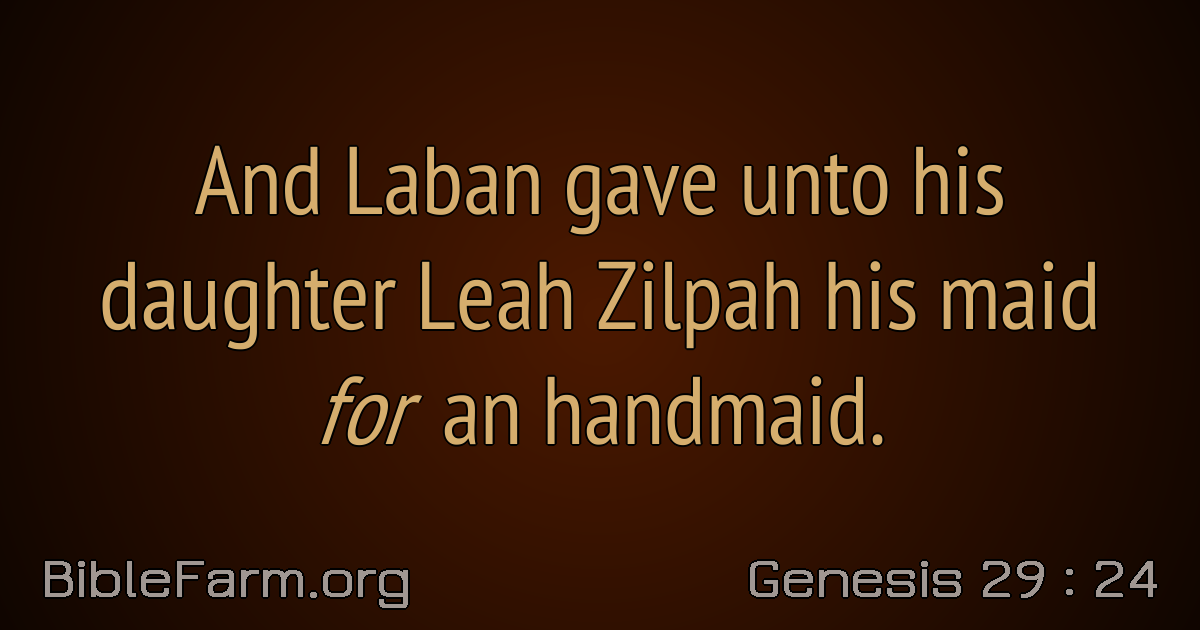 And Laban gave unto his
daughter Leah Zilpah his maid
for an handmaid.
BibleFarm.org
Genesis 29 : 24